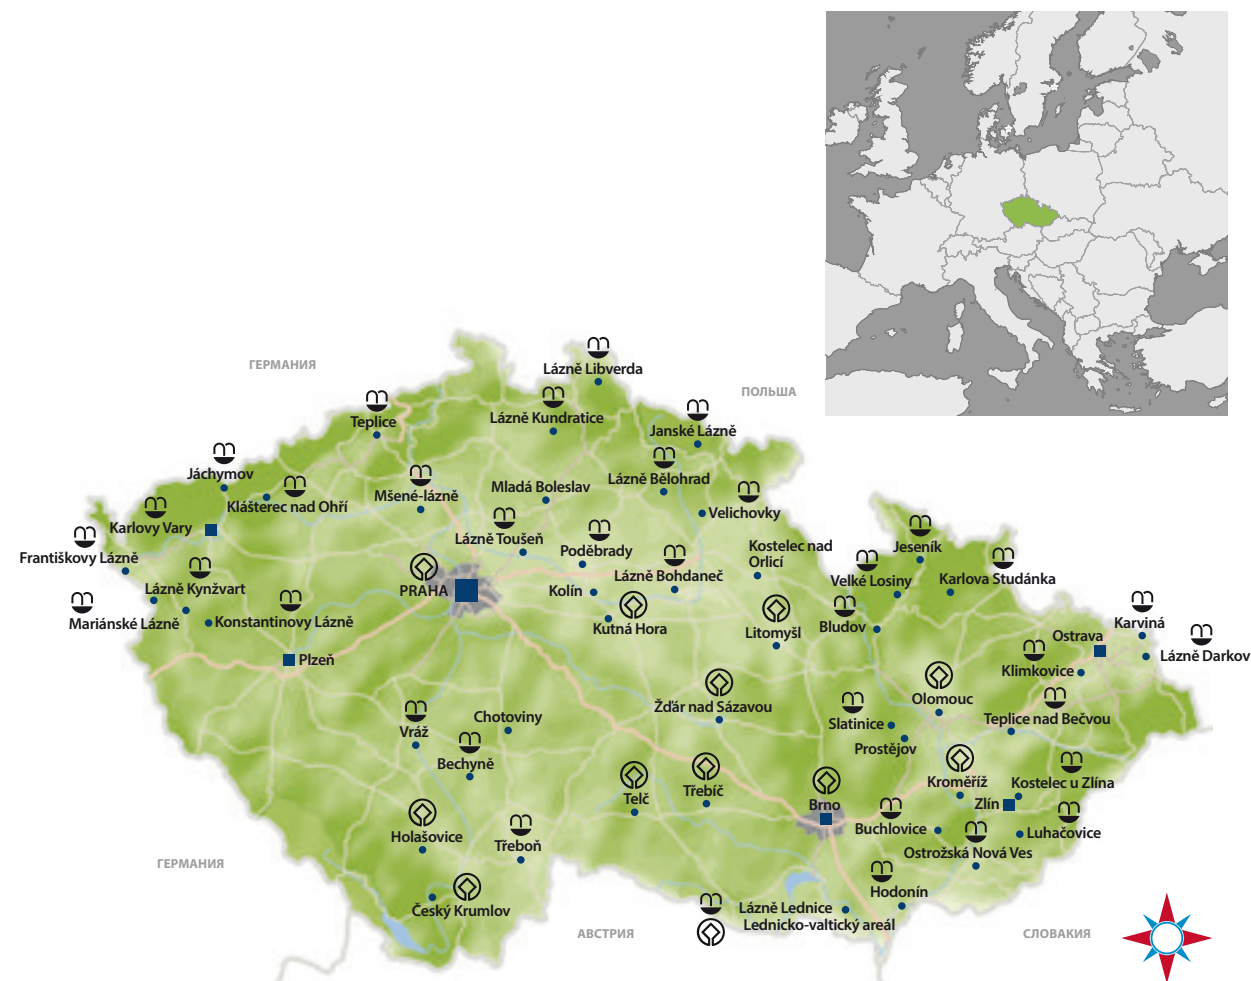 ГЕРМАНИЯ
Lázně Libverda
ПОЛЬША
Teplice
Lázně Kundratice
Janské Lázně
Jáchymov
Klášterec nad Ohří
Mšené-lázně
Mladá Boleslav
Lázně Bělohrad
Velichovky
Karlovy Vary
Lázně Toušeň
Poděbrady
Kostelec nad
Orlicí
Jeseník
Františkovy Lázně
Lázně Kynžvart
PRAHA
Kolín
Lázně Bohdaneč
Velké Losiny
Karlova Studánka
Mariánské Lázně
Konstantinovy Lázně
Kutná Hora
Litomyšl
Bludov
Karviná
Ostrava
Lázně Darkov
Plzeň
Klimkovice
Žďár nad Sázavou
Olomouc
Vráž
Chotoviny
Slatinice
Teplice nad Bečvou
Prostějov
Bechyně
Telč
Třebíč
Brno
Kroměříž
Kostelec u Zlína
Zlín
Holašovice
Třeboň
Buchlovice
Luhačovice
Ostrožská Nová Ves
ГЕРМАНИЯ
Hodonín
Český Krumlov
Lázně Lednice
Lednicko-valtický areál
АВСТРИЯ
СЛОВАКИЯ